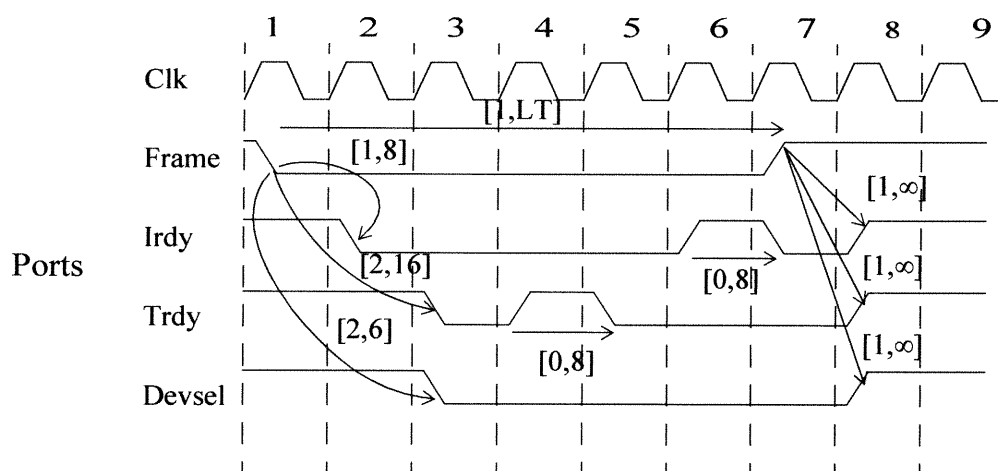 1 2 3 4 5 6 7 8 9
Clk
[1,LT]
Frame
[1,8]
[1,∞]
Irdy
[2,16]
[0,8]
[1,∞]
Ports
Trdy
[2,6]
[0,8]
[1,∞]
Devsel